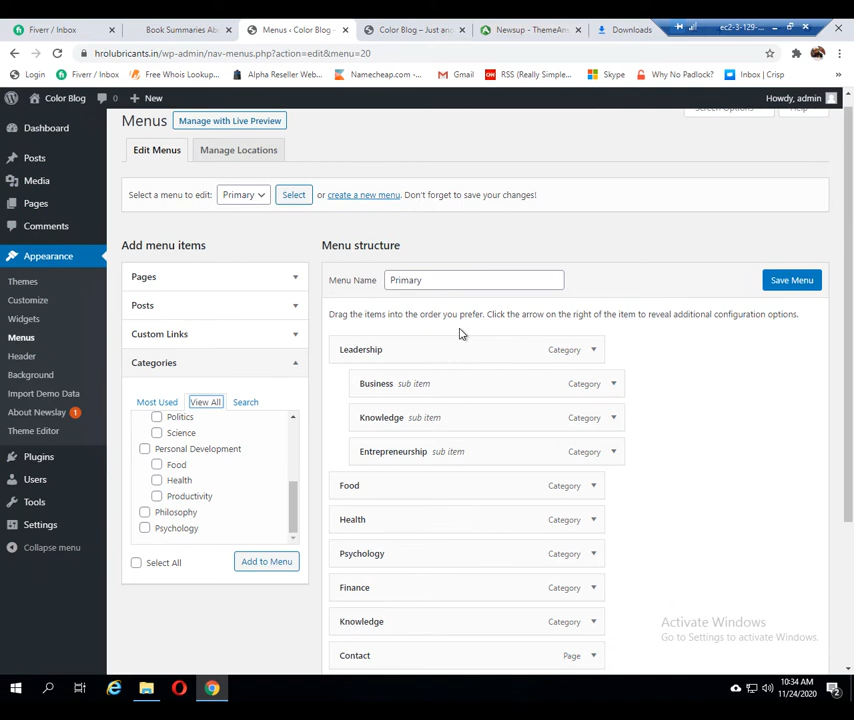 Fiverr / Inbox
Book Summaries Abo
Menus ‹ Color Blog ‹
Color Blog – Just an
Newsup - ThemeAns
Downloads
ec2-3-129-
hrolubricants.in/wp-admin/nav-menus.php?action=edit&menu=20
Login
Fiverr / Inbox
Free Whois Lookup...
Alpha Reseller Web...
Namecheap.com -...
Gmail
RSS (Really Simple...
Skype
Why No Padlock?
Inbox | Crisp
Color Blog
0
New
Howdy, admin
Screen Options
Help
Dashboard
Posts
Media
Pages
Comments
Appearance
Themes
Customize
Widgets
Menus
Header
Background
Import Demo Data
About Newslay 1
Theme Editor
Plugins
Users
Tools
Settings
Collapse menu
Menus
Manage with Live Preview
Edit Menus
Manage Locations
Select a menu to edit: Primary Select or create a new menu. Don't forget to save your changes!
Add menu items
Pages
Posts
Custom Links
Categories
Most Used
View All
Search
Politics
Science
Personal Development
Food
Health
Productivity
Philosophy
Psychology
Select All
Add to Menu
Menu structure
Menu Name Primary
Save Menu
Drag the items into the order you prefer. Click the arrow on the right of the item to reveal additional configuration options.
Leadership Category
Business sub item Category
Knowledge sub item Category
Entrepreneurship sub item Category
Food Category
Health Category
Psychology Category
Finance Category
Knowledge Category
Contact Page
Activate Windows
Go to Settings to activate Windows.
10:34 AM
11/24/2020
2